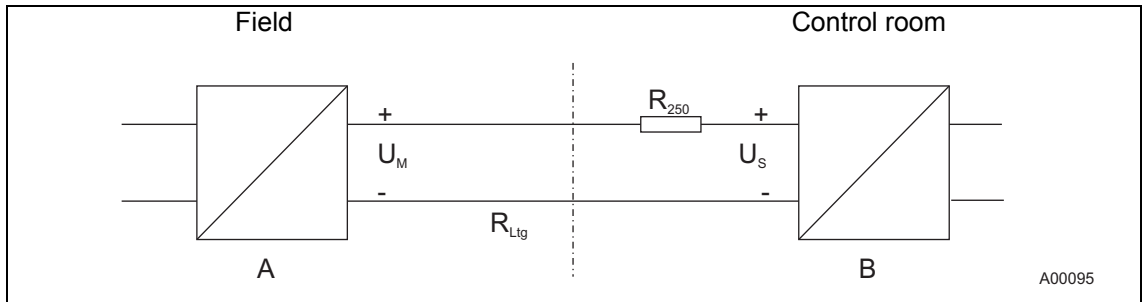 Field Control room
R250
+ +
UM US
- -
RLtg
A B
A00095